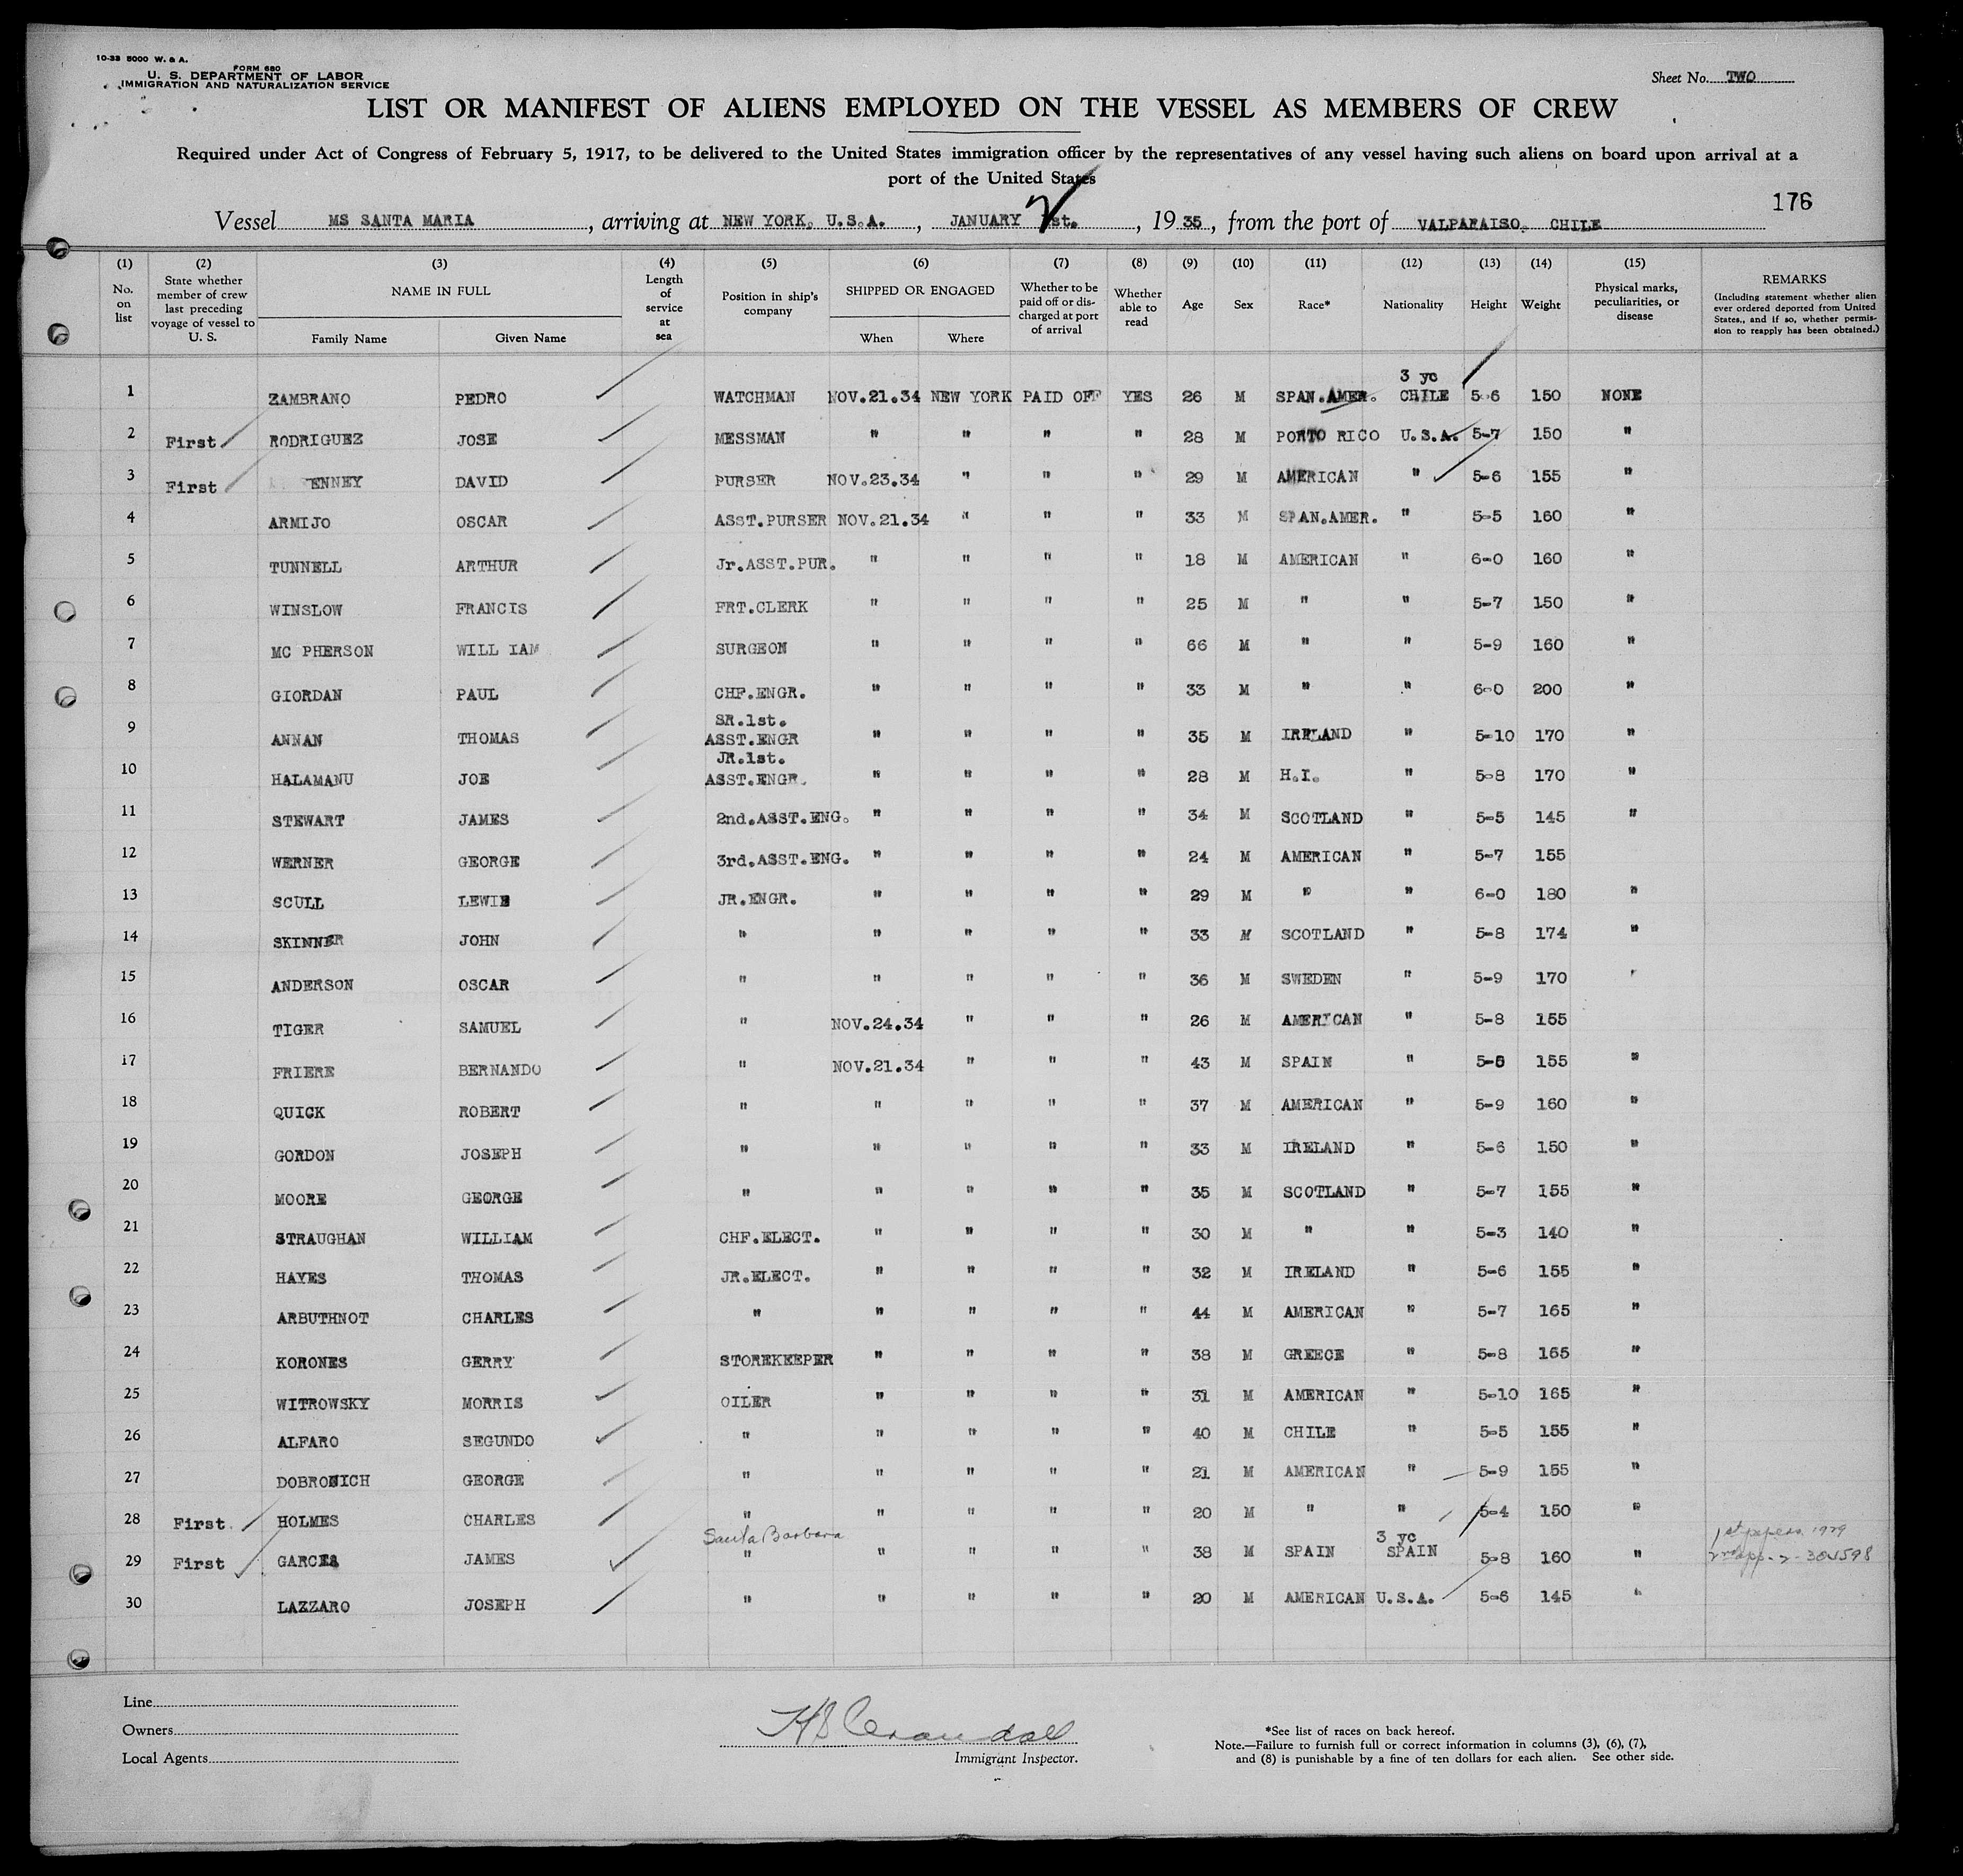 10-33 5000 W. & A.
FORM 680
U. S. DEPARTMENT OF LABOR
IMMIGRATION AND NATURALIZATION SERVICE
Sheet No. TWO
LIST OR MANIFEST OF ALIENS EMPLOYED ON THE VESSEL AS MEMBERS OF CREW
Required under Act of Congress of February 5, 1917, to be delivered to the United States immigration officer by the representatives of any vessel having such aliens on board upon arrival at a
port of the United States
176
Vessel MS SANTA MARIA, arriving at NEW YORK. U.S.A., JANUARY 2 st., 19 35, from the port of VALPARAISO. CHILE
(1) No. on list
(2) State whether member of crew last preceding voyage of vessel to U. S.
(3) NAME IN FULL Family Name Given Name
(4) Length of service at sea
(5) Position in ship's company
(6) SHIPPED OR ENGAGED When Where
(7) Whether to be paid off or discharged at port of arrival
(8) Whether able to read
(9) Age
(10) Sex
(11) Race*
(12) Nationality
(13) Height
(14) Weight
(15) Physical marks, peculiarities, or disease
REMARKS (Including statement whether alien ever ordered deported from United States., and if so, whether permission to reapply has been obtained.)
3 yc
1 ZAMBRANO PEDRO WATCHMAN NOV.21.34 NEW YORK PAID OFF YES 26 M SPAN.AMER. CHILE 5-6 150 NONE
2 First RODRIGUEZ JOSE MESSMAN " " " " 28 M PORTO RICO U.S.A. 5-7 150 "
3 First ENNEY DAVID PURSER NOV.23.34 " " " 29 M AMERICAN " 5-6 155 "
4 ARMIJO OSCAR ASST.PURSER NOV.21.34 " " " 33 M SPAN.AMER. " 5-5 160 "
5 TUNNELL ARTHUR Jr.ASST.PUR. " " " " 18 M AMERICAN " 6-0 160 "
6 WINSLOW FRANCIS FRT.CLERK " " " " 25 M " " 5-7 150 "
7 MC PHERSON WILL IAM SURGEON " " " " 66 M " " 5-9 160 "
8 GIORDAN PAUL CHF.ENGR. " " " " 33 M " " 6-0 200 "
SR.1st.
9 ANNAN THOMAS ASST.ENGR " " " " 35 M IRELAND " 5-10 170 "
JR.1st.
10 HALAMANU JOE ASST.ENGR. " " " " 28 M H.I. " 5-8 170 "
11 STEWART JAMES 2nd.ASST.ENG. " " " " 34 M SCOTLAND " 5-5 145 "
12 WERNER GEORGE 3rd.ASST.ENG. " " " " 24 M AMERICAN " 5-7 155
13 SCULL LEWIE JR.ENGR. " " " " 29 M " " 6-0 180 "
14 SKINNER JOHN " " " " " 33 M SCOTLAND " 5-8 174 "
15 ANDERSON OSCAR " " " " " 36 M SWEDEN " 5-9 170 "
16 TIGER SAMUEL " NOV.24.34 " " " 26 M AMERICAN " 5-8 155
17 FRIERE BERNANDO " NOV.21.34 " " " 43 M SPAIN " 155 "
18 QUICK ROBERT " " " " " 37 M AMERICAN " 5-9 160 "
19 GORDON JOSEPH " " " " " 33 M IRELAND " 5-6 150 "
20 MOORE GEORGE " " " " " 35 M SCOTLAND " 5-7 155 "
21 STRAUGHAN WILLIAM CHF.ELECT. " " " " 30 M " " 5-3 140 "
22 HAYES THOMAS JR.ELECT. " " " " 32 M IRELAND " 5-6 155 "
23 ARBUTHNOT CHARLES " " " " " 44 M AMERICAN " 5-7 165 "
24 KORONES GERRY STOREKEEPER " " " " 38 M GREECE " 5-8 165 "
25 WITROWSKY MORRIS OILER " " " " 31 M AMERICAN " 5-10 165 "
26 ALFARO SEGUNDO " " " " " 40 M CHILE " 5-5 155 "
27 DOBRONICH GEORGE " " " " " 21 M AMERICAN " 5-9 155 "
28 First HOLMES CHARLES " " " " " 20 M " " 5-4 150 "
Santa Barbara 3 yc 1st papers 1929
29 First GARCES JAMES " " " " " 38 M SPAIN SPAIN 5-8 160 "
30 LAZZARO JOSEPH " " " " " 20 M AMERICAN U.S.A. 5-6 145 "
Line
Owners
Local Agents
H S Crandall
Immigrant Inspector.
*See list of races on back hereof.
Note.—Failure to furnish full or correct information in columns (3), (6), (7),
and (8) is punishable by a fine of ten dollars for each alien. See other side.